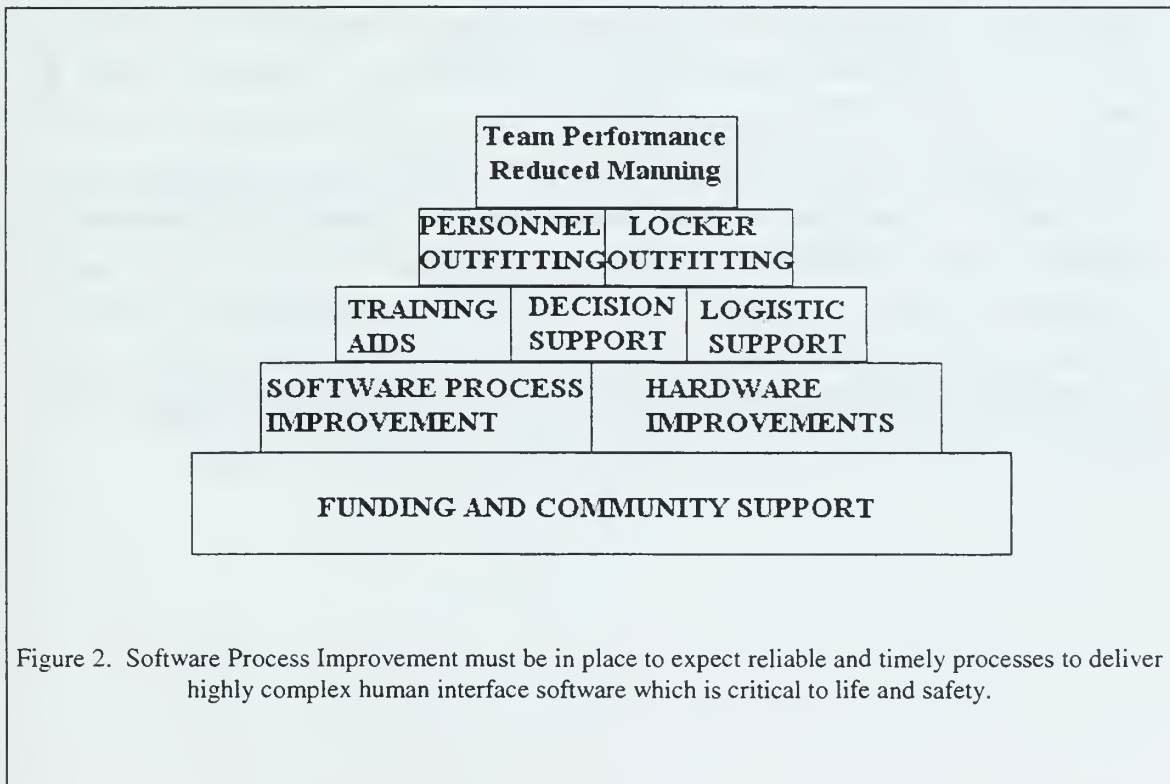 Team Performance
Reduced Manning
PERSONNEL OUTFITTING
LOCKER OUTFITTING
TRAINING AIDS
DECISION SUPPORT
LOGISTIC SUPPORT
SOFTWARE PROCESS IMPROVEMENT
HARDWARE IMPROVEMENTS
FUNDING AND COMMUNITY SUPPORT
Figure 2. Software Process Improvement must be in place to expect reliable and timely processes to deliver
highly complex human interface software which is critical to life and safety.